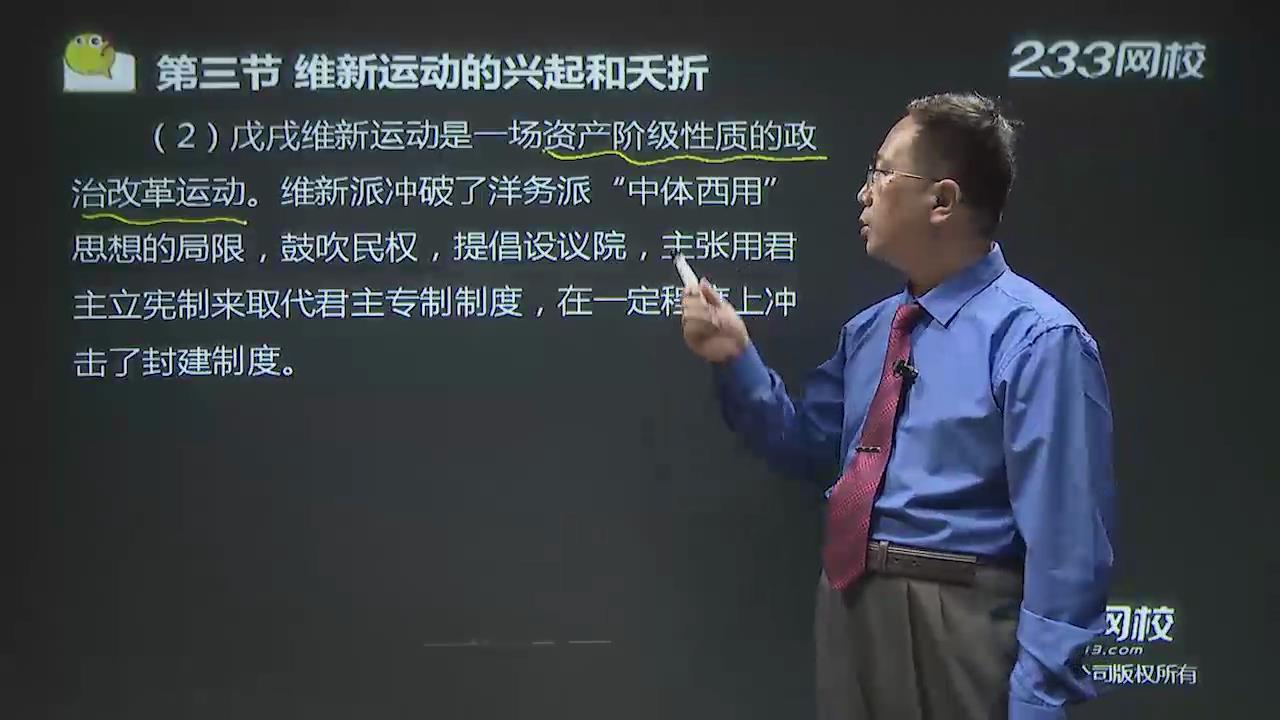 第三节 维新运动的兴起和夭折
233网校
（2）戊戌维新运动是一场资产阶级性质的政
治改革运动。维新派冲破了洋务派“中体西用”
思想的局限，鼓吹民权，提倡设议院，主张用君
主立宪制来取代君主专制制度，在一定程 上冲
击了封建制度。
网校
3.com
公司版权所有